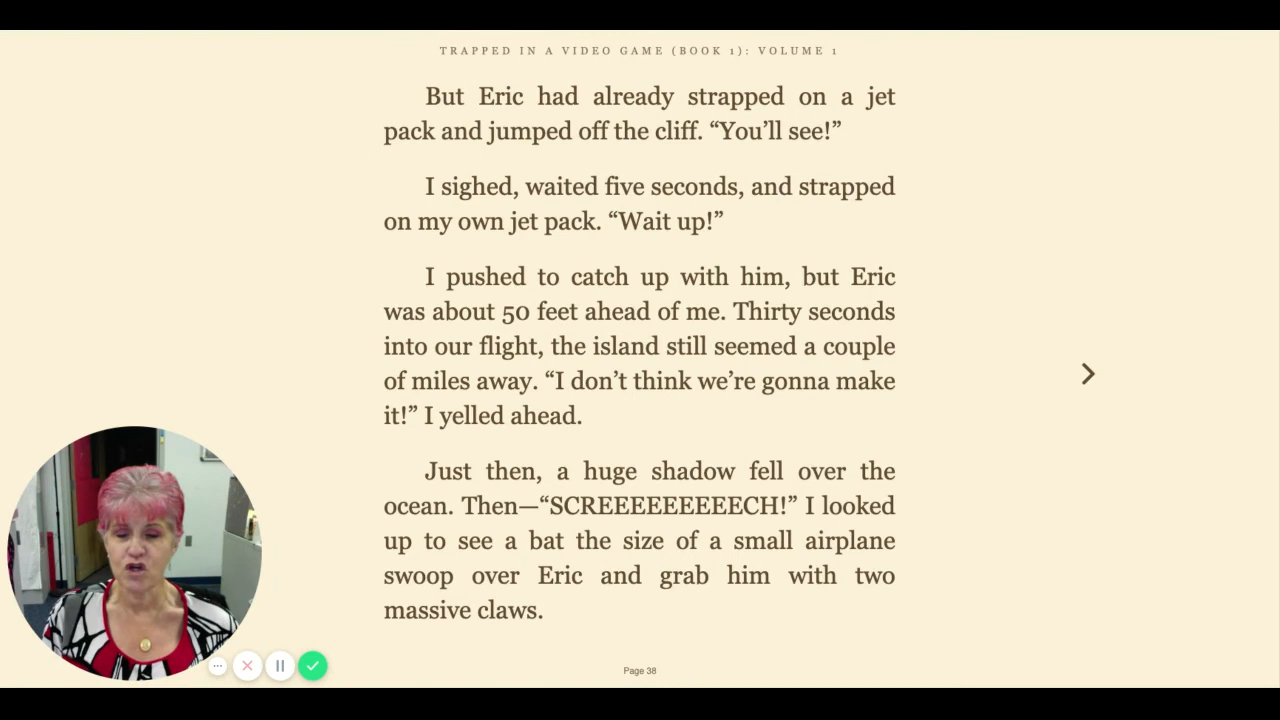 TRAPPED IN A VIDEO GAME (BOOK 1): VOLUME 1
But Eric had already strapped on a jet
pack and jumped off the cliff. “You’ll see!”
I sighed, waited five seconds, and strapped
on my own jet pack. “Wait up!”
I pushed to catch up with him, but Eric
was about 50 feet ahead of me. Thirty seconds
into our flight, the island still seemed a couple
of miles away. “I don’t think we’re gonna make
it!” I yelled ahead.
Just then, a huge shadow fell over the
ocean. Then—“SCREEEEEEEEEECH!” I looked
up to see a bat the size of a small airplane
swoop over Eric and grab him with two
massive claws.
Page 38